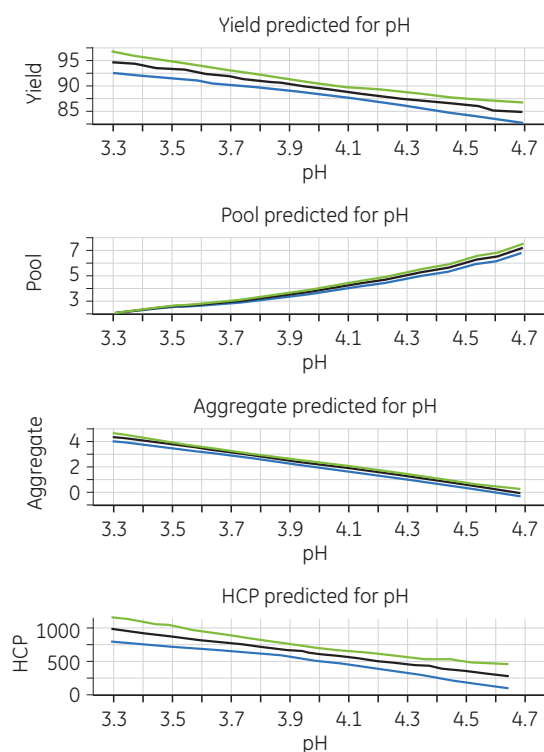 Yield predicted for pH
95
90
85
Yield
3.3 3.5 3.7 3.9 4.1 4.3 4.5 4.7
pH
Pool predicted for pH
7
5
3
Pool
3.3 3.5 3.7 3.9 4.1 4.3 4.5 4.7
pH
Aggregate predicted for pH
4
2
0
Aggregate
3.3 3.5 3.7 3.9 4.1 4.3 4.5 4.7
pH
HCP predicted for pH
1000
500
0
HCP
3.3 3.5 3.7 3.9 4.1 4.3 4.5 4.7
pH